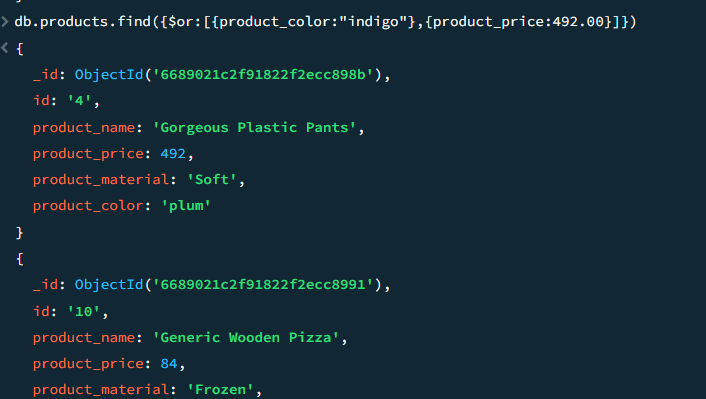 > db.products.find({$or:[{product_color:"indigo"},{product_price:492.00}]})
< {
_id: ObjectId('6689021c2f91822f2ecc898b'),
id: '4',
product_name: 'Gorgeous Plastic Pants',
product_price: 492,
product_material: 'Soft',
product_color: 'plum'
}
{
_id: ObjectId('6689021c2f91822f2ecc8991'),
id: '10',
product_name: 'Generic Wooden Pizza',
product_price: 84,
product_material: 'Frozen',